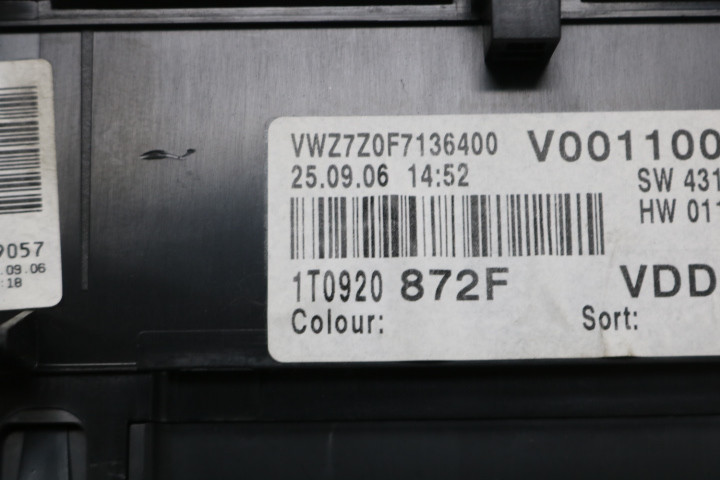 9057
.09.06
:18
VWZ7Z0F7136400 V001100
25.09.06 14:52 SW 431
HW 011
1T0920 872F VDD
Colour: Sort: